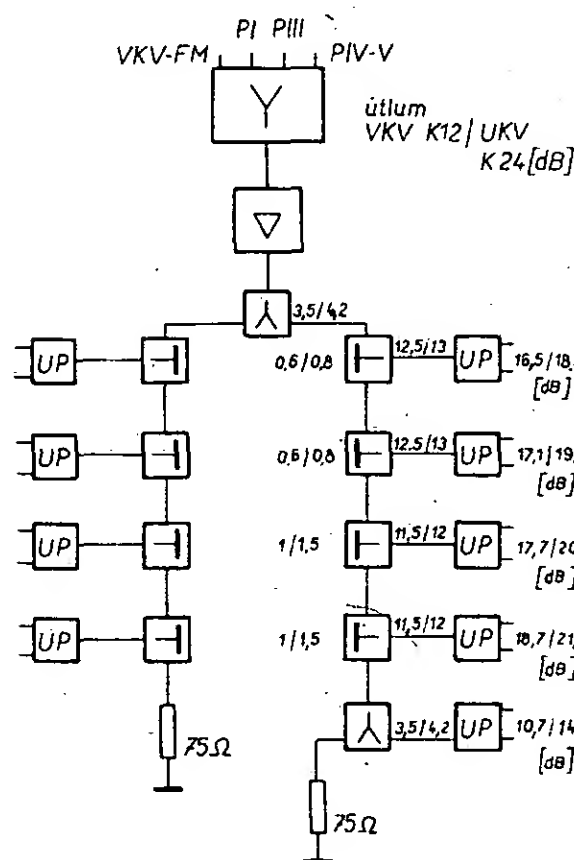 PI PIII
VKV-FM PIV-V
útlum
VKV K12/UKV
K24[dB]
3,5/4,2
UP 0,6/0,8 12,5/13 UP 16,5/18,
[dB]
UP 0,6/0,8 12,5/13 UP 17,1/19,
[dB]
UP 1/1,5 11,5/12 UP 17,7/20
[dB]
UP 1/1,5 11,5/12 UP 18,7/21,
[dB]
3,5/4,2 UP 10,7/14
[dB]
75Ω
75Ω